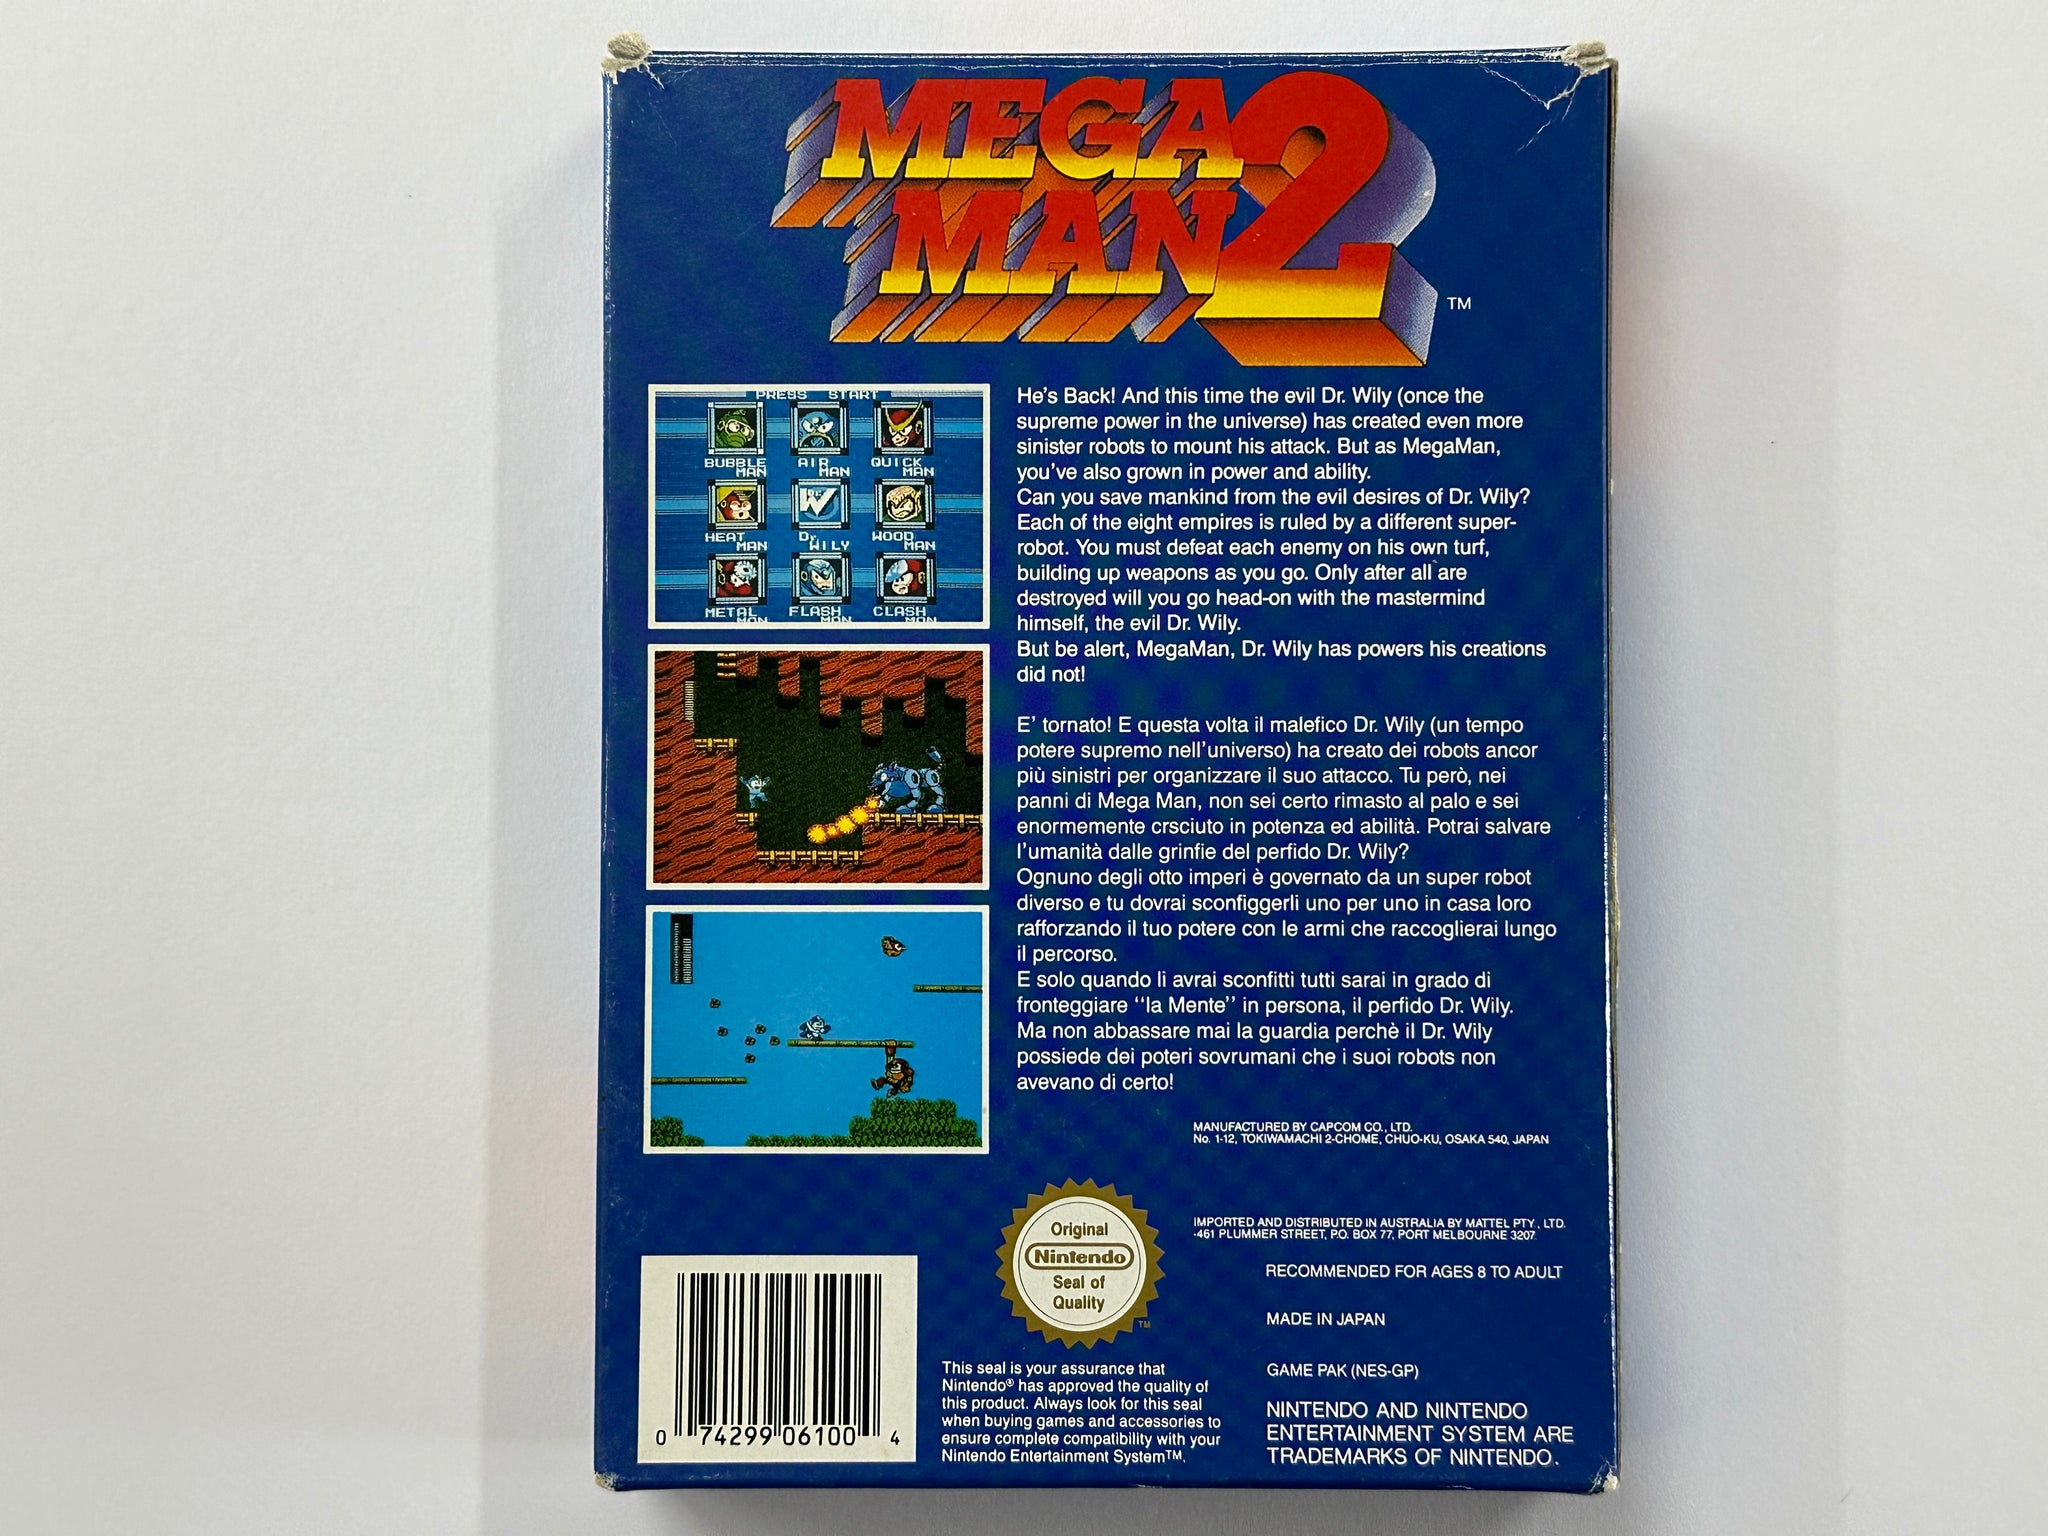 MEGA
MAN 2
TM
PRESS START
BUBBLE MAN
AIR MAN
QUICK MAN
HEAT MAN
Dr. WILY
WOOD MAN
METAL MAN
FLASH MAN
CLASH MAN
He's Back! And this time the evil Dr. Wily (once the
supreme power in the universe) has created even more
sinister robots to mount his attack. But as MegaMan,
you've also grown in power and ability.
Can you save mankind from the evil desires of Dr. Wily?
Each of the eight empires is ruled by a different super-
robot. You must defeat each enemy on his own turf,
building up weapons as you go. Only after all are
destroyed will you go head-on with the mastermind
himself, the evil Dr. Wily.
But be alert, MegaMan, Dr. Wily has powers his creations
did not!
E' tornato! E questa volta il malefico Dr. Wily (un tempo
potere supremo nell'universo) ha creato dei robots ancor
più sinistri per organizzare il suo attacco. Tu però, nei
panni di Mega Man, non sei certo rimasto al palo e sei
enormemente crsciuto in potenza ed abilità. Potrai salvare
l'umanità dalle grinfie del perfido Dr. Wily?
Ognuno degli otto imperi è governato da un super robot
diverso e tu dovrai sconfiggerli uno per uno in casa loro
rafforzando il tuo potere con le armi che raccoglierai lungo
il percorso.
E solo quando li avrai sconfitti tutti sarai in grado di
fronteggiare "la Mente" in persona, il perfido Dr. Wily.
Ma non abbassare mai la guardia perchè il Dr. Wily
possiede dei poteri sovrumani che i suoi robots non
avevano di certo!
MANUFACTURED BY CAPCOM CO., LTD.
No. 1-12, TOKIWAMACHI 2-CHOME, CHUO-KU, OSAKA 540, JAPAN
IMPORTED AND DISTRIBUTED IN AUSTRALIA BY MATTEL PTY., LTD.
-461 PLUMMER STREET, P.O. BOX 77, PORT MELBOURNE 3207
RECOMMENDED FOR AGES 8 TO ADULT
MADE IN JAPAN
GAME PAK (NES-GP)
NINTENDO AND NINTENDO
ENTERTAINMENT SYSTEM ARE
TRADEMARKS OF NINTENDO.
Original
Nintendo
Seal of
Quality
TM
This seal is your assurance that
Nintendo® has approved the quality of
this product. Always look for this seal
when buying games and accessories to
ensure complete compatibility with your
Nintendo Entertainment System™.
0 74299 06100 4